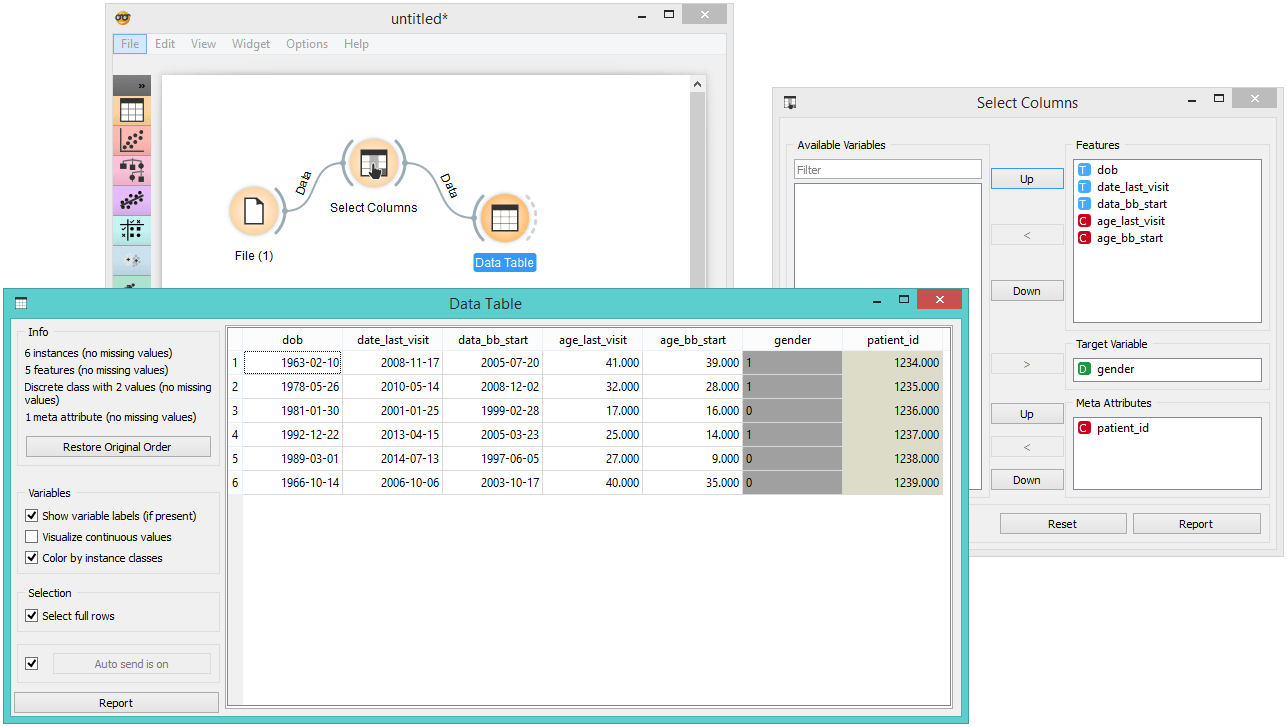 untitled*
File Edit View Widget Options Help
»
Data
Data
File (1)
Select Columns
Data Table
Select Columns
Available Variables
Filter
Up
<
Down
>
Up
<
Down
Features
T dob
T date_last_visit
T data_bb_start
C age_last_visit
C age_bb_start
Target Variable
D gender
Meta Attributes
C patient_id
Reset Report
Data Table
Info
6 instances (no missing values)
5 features (no missing values)
Discrete class with 2 values (no missing
values)
1 meta attribute (no missing values)
Restore Original Order
Variables
Show variable labels (if present)
Visualize continuous values
Color by instance classes
Selection
Select full rows
Auto send is on
Report
dob date_last_visit data_bb_start age_last_visit age_bb_start gender patient_id
1 1963-02-10 2008-11-17 2005-07-20 41.000 39.000 1 1234.000
2 1978-05-26 2010-05-14 2008-12-02 32.000 28.000 1 1235.000
3 1981-01-30 2001-01-25 1999-02-28 17.000 16.000 0 1236.000
4 1992-12-22 2013-04-15 2005-03-23 25.000 14.000 1 1237.000
5 1989-03-01 2014-07-13 1997-06-05 27.000 9.000 0 1238.000
6 1966-10-14 2006-10-06 2003-10-17 40.000 35.000 0 1239.000